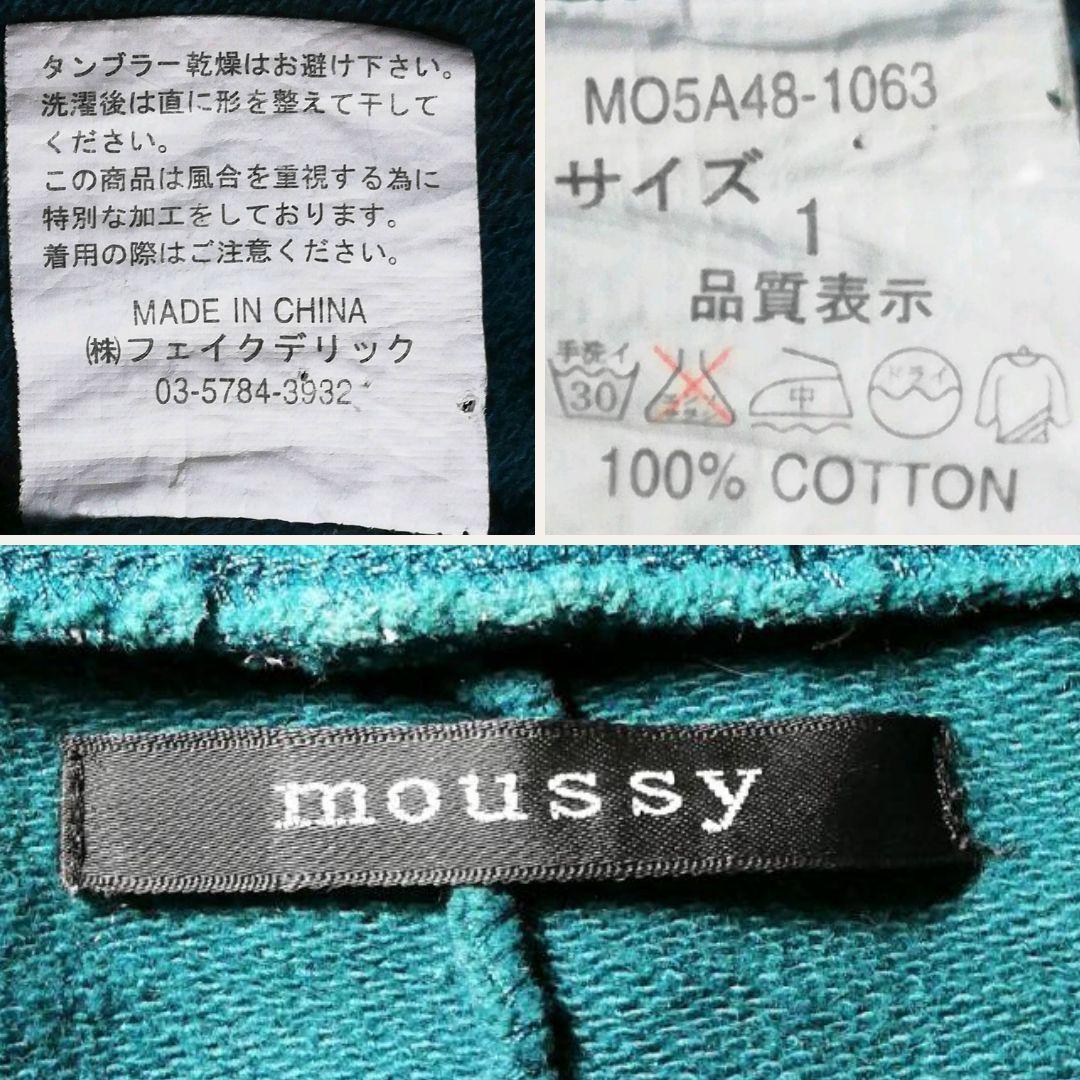 タンブラー乾燥はお避け下さい。
洗濯後は直に形を整えて干して
ください。
この商品は風合を重視する為に
特別な加工をしております。
着用の際はご注意ください。
MADE IN CHINA
㈱フェイクデリック
03-5784-3932
MO5A48-1063
サイズ
1
品質表示
手洗イ
30
中
ドライ
100% COTTON
moussy